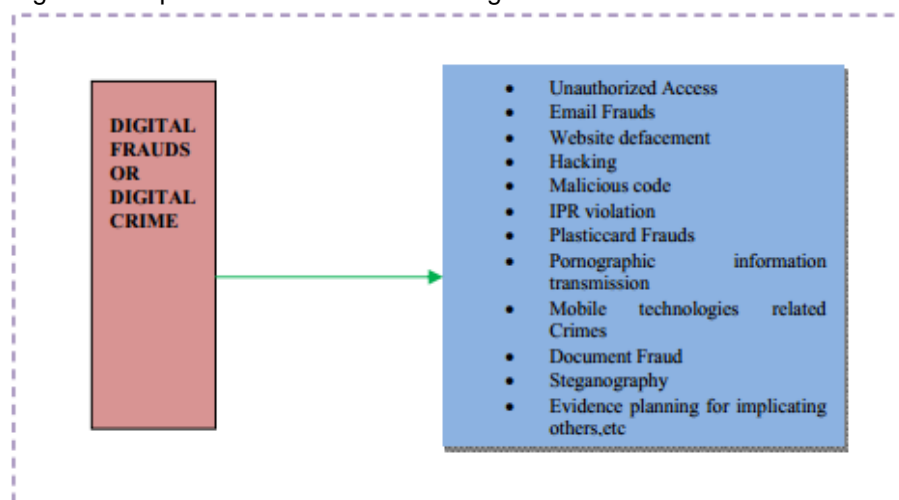 DIGITAL
FRAUDS
OR
DIGITAL
CRIME
• Unauthorized Access
• Email Frauds
• Website defacement
• Hacking
• Malicious code
• IPR violation
• Plasticcard Frauds
• Pornographic information
transmission
• Mobile technologies related
Crimes
• Document Fraud
• Steganography
• Evidence planning for implicating
others,etc